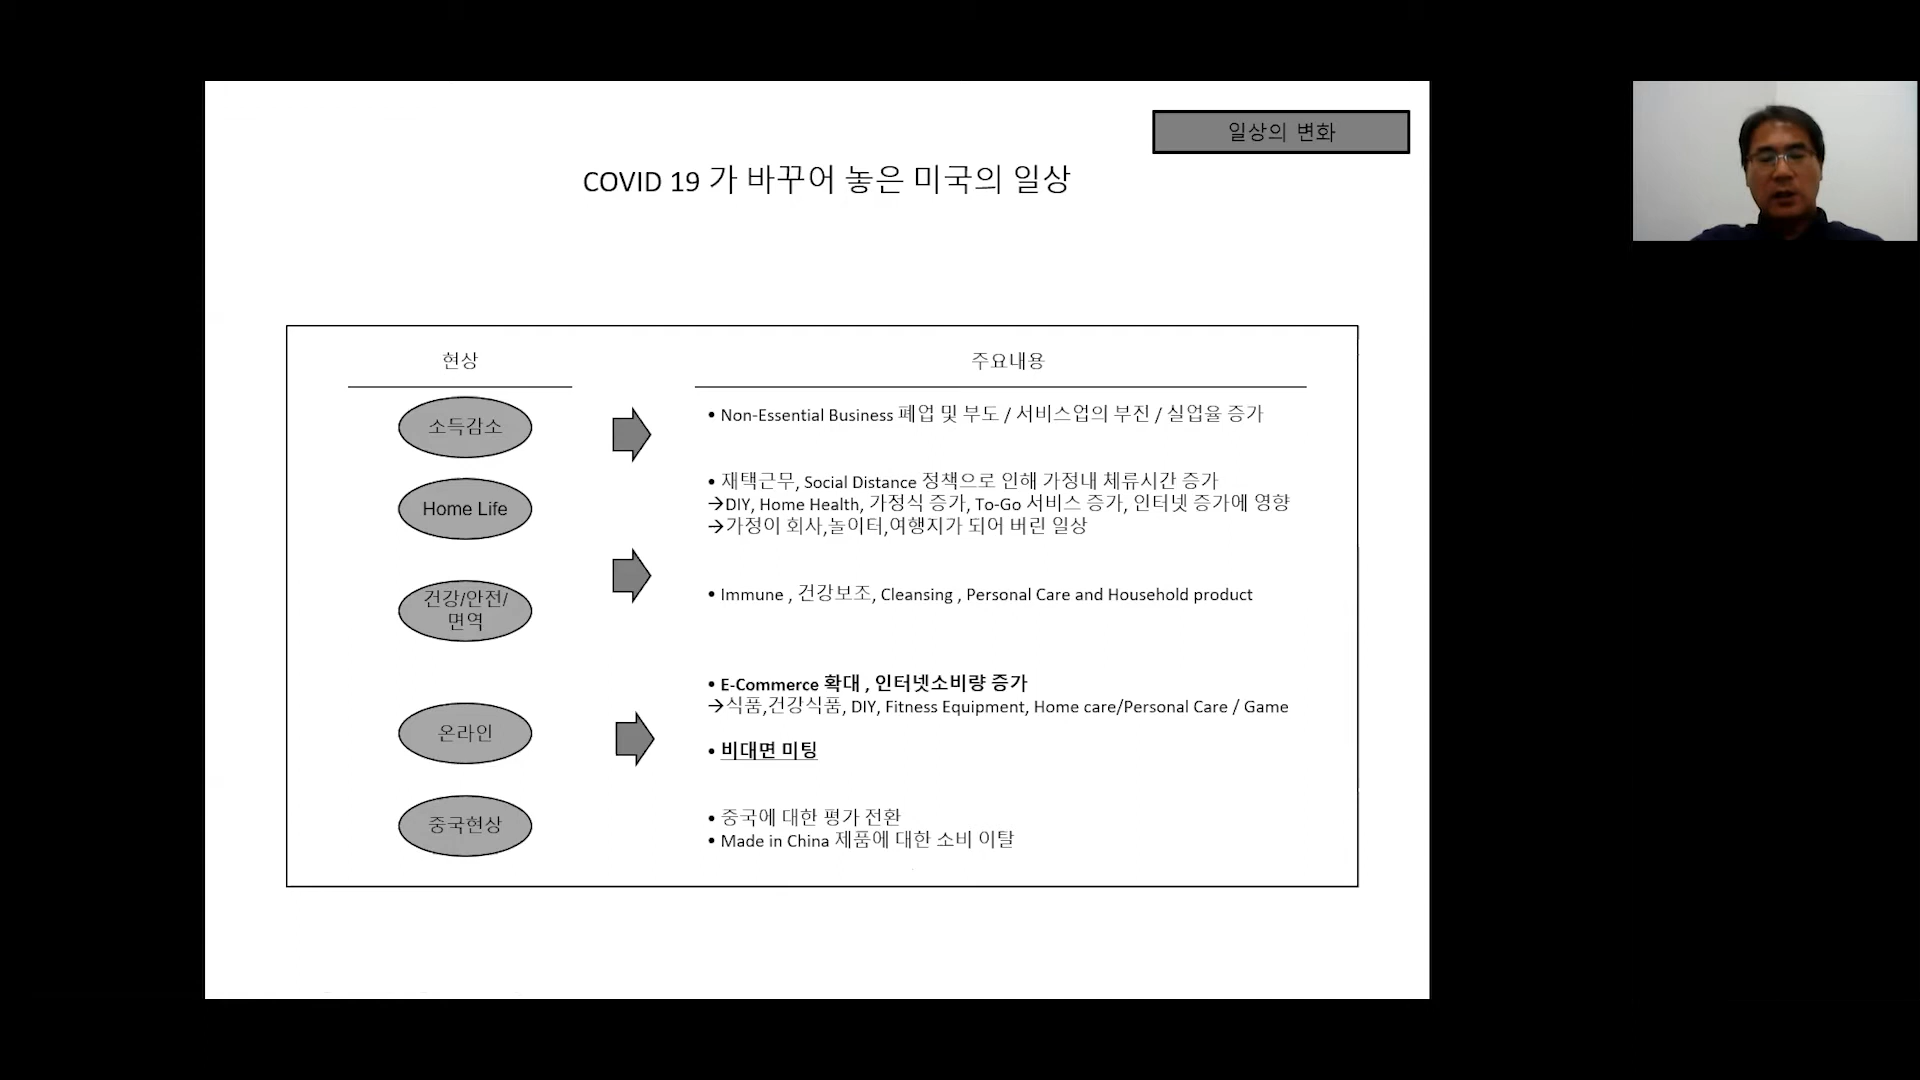 일상의 변화
COVID 19 가 바꾸어 놓은 미국의 일상
현상
주요내용
소득감소
• Non-Essential Business 폐업 및 부도 / 서비스업의 부진 / 실업율 증가
Home Life
• 재택근무, Social Distance 정책으로 인해 가정내 체류시간 증가
→DIY, Home Health, 가정식 증가, To-Go 서비스 증가, 인터넷 증가에 영향
→가정이 회사,놀이터,여행지가 되어 버린 일상
건강/안전/
면역
• Immune , 건강보조, Cleansing , Personal Care and Household product
온라인
• E-Commerce 확대 , 인터넷소비량 증가
→식품,건강식품, DIY, Fitness Equipment, Home care/Personal Care / Game
• 비대면 미팅
중국현상
• 중국에 대한 평가 전환
• Made in China 제품에 대한 소비 이탈